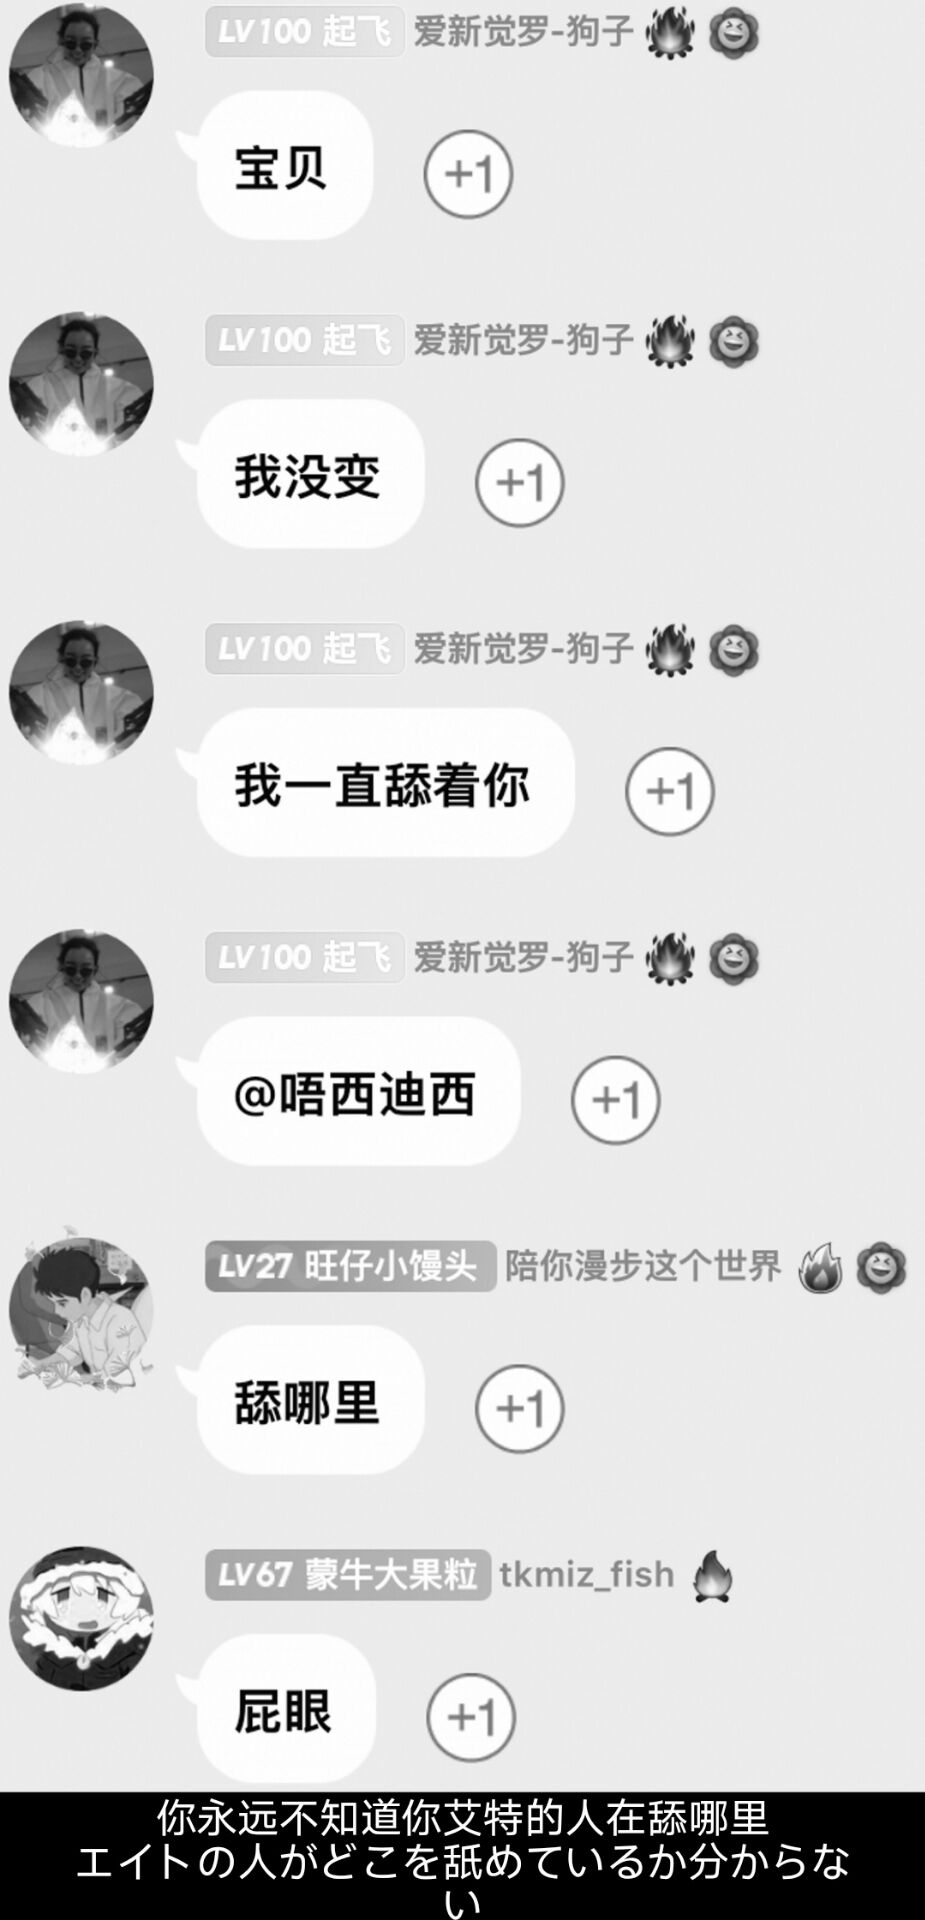 LV100 起飞 爱新觉罗-狗子
宝贝
+1
LV100 起飞 爱新觉罗-狗子
我没变
+1
LV100 起飞 爱新觉罗-狗子
我一直舔着你
+1
LV100 起飞 爱新觉罗-狗子
@唔西迪西
+1
LV27 旺仔小馒头 陪你漫步这个世界
舔哪里
+1
LV67 蒙牛大果粒 tkmiz_fish
屁眼
+1
你永远不知道你艾特的人在舔哪里
エイトの人がどこを舐めているか分からな
い